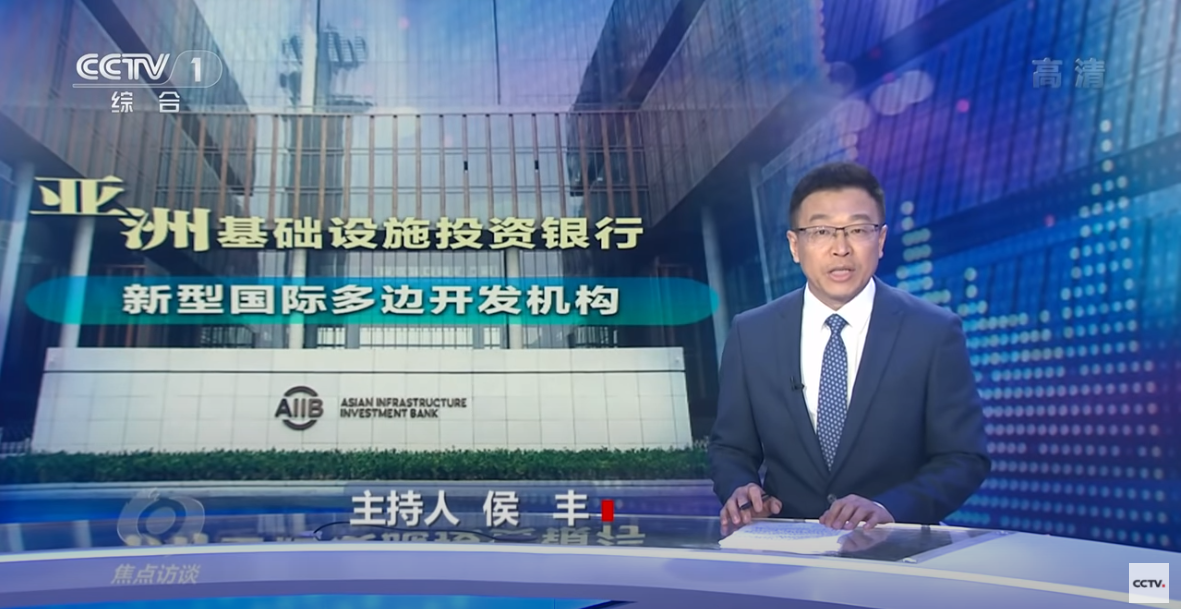 CCTV 1
综合
高清
亚洲基础设施投资银行
新型国际多边开发机构
AIIB
ASIAN INFRASTRUCTURE
INVESTMENT BANK
主持人 侯 丰
焦点访谈
CCTV.